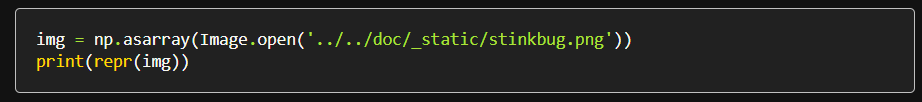 img = np.asarray(Image.open('../../doc/_static/stinkbug.png'))
print(repr(img))